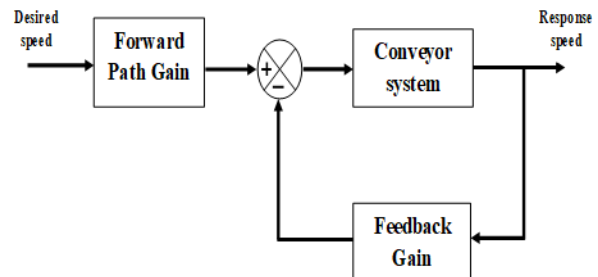 Desired
speed
Forward
Path Gain
+
−
Conveyor
system
Response
speed
Feedback
Gain